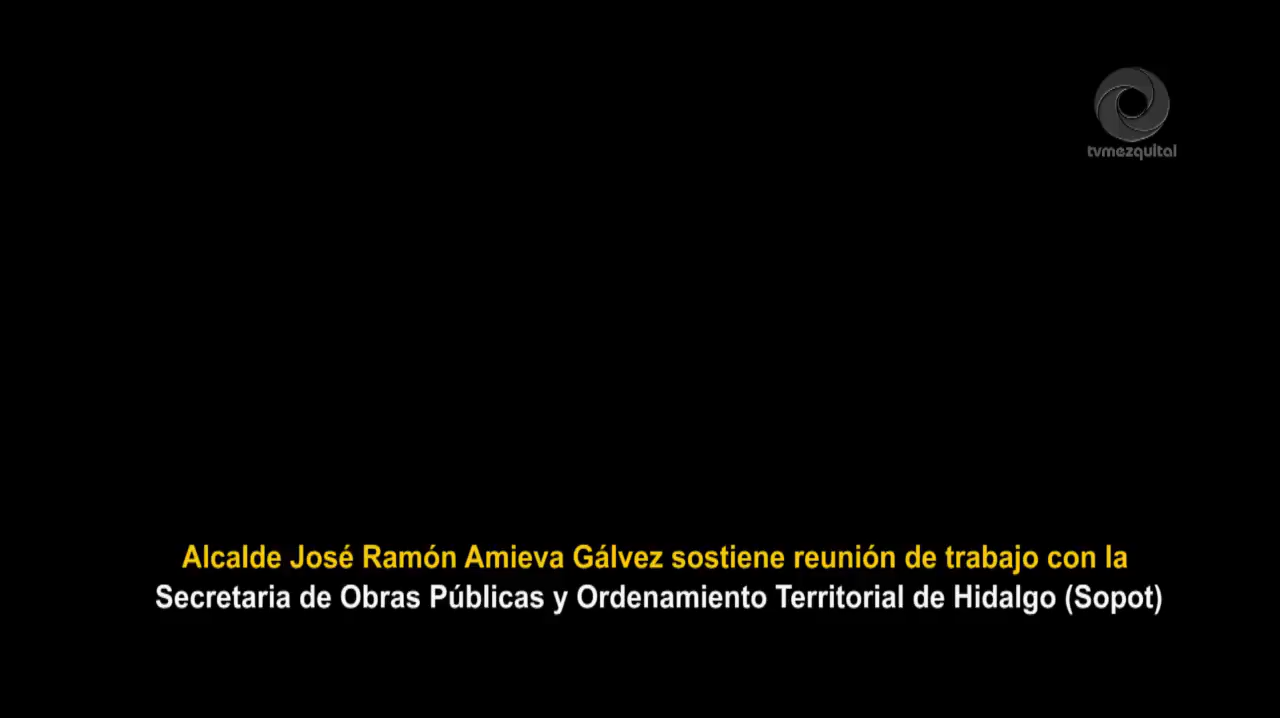 tvmezquital
Alcalde José Ramón Amieva Gálvez sostiene reunión de trabajo con la
Secretaria de Obras Públicas y Ordenamiento Territorial de Hidalgo (Sopot)